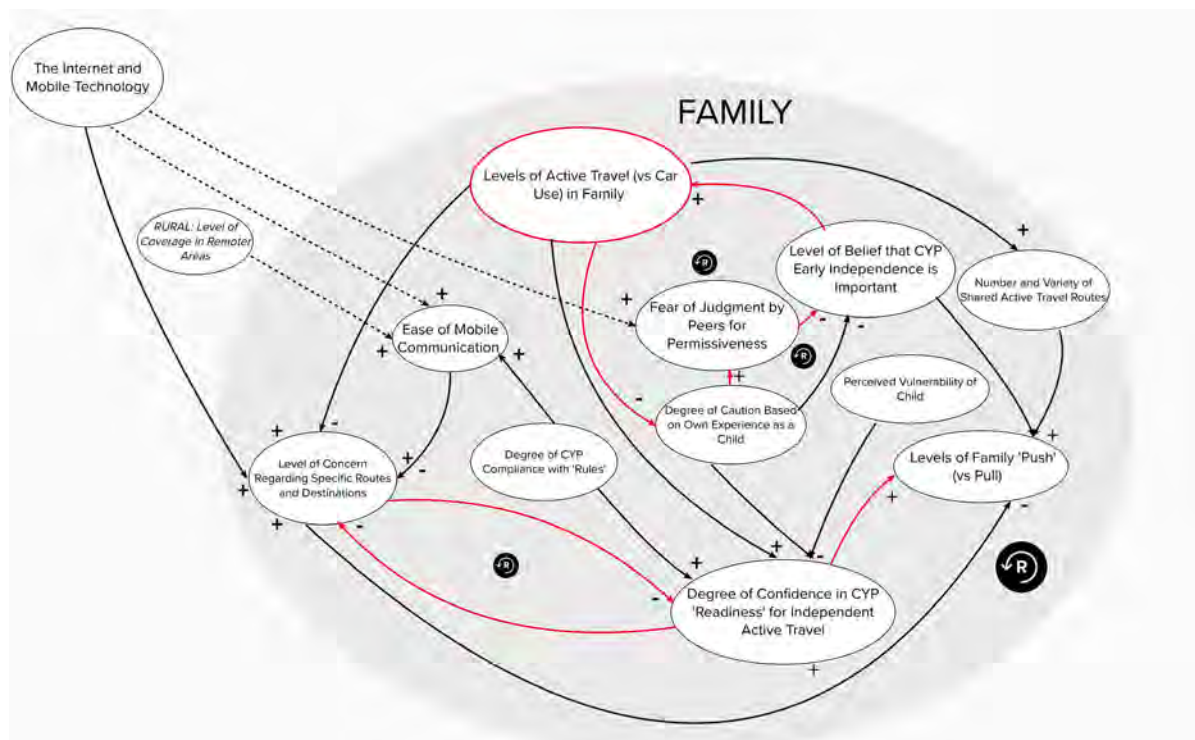 FAMILY
The Internet and
Mobile Technology
Levels of Active Travel (vs Car
Use) in Family
+
RURAL: Level of
Coverage in Remoter
Areas
+
Level of Belief that CYP
Early Independence is
Important
Number and Variety of
Shared Active Travel Routes
R
+
+
Fear of Judgment by
Peers for
Permissiveness
-
-
Ease of Mobile
Communication
+
+
R
+
Perceived Vulnerability of
Child
-
Degree of Caution Based
on Own Experience as a
Child
+
-
Degree of CYP
Compliance with 'Rules'
+
Levels of Family 'Push'
(vs Pull)
+
-
Level of Concern
Regarding Specific Routes
and Destinations
+
+
-
+
-
R
+
+
-
R
-
Degree of Confidence in CYP
'Readiness' for Independent
Active Travel
+